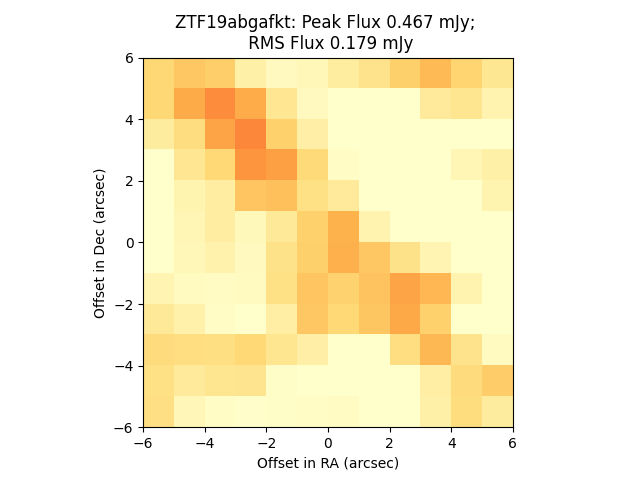 ZTF19abgafkt: Peak Flux 0.467 mJy;
RMS Flux 0.179 mJy
6
4
2
0
−2
−4
−6
Offset in Dec (arcsec)
−6 −4 −2 0 2 4 6
Offset in RA (arcsec)